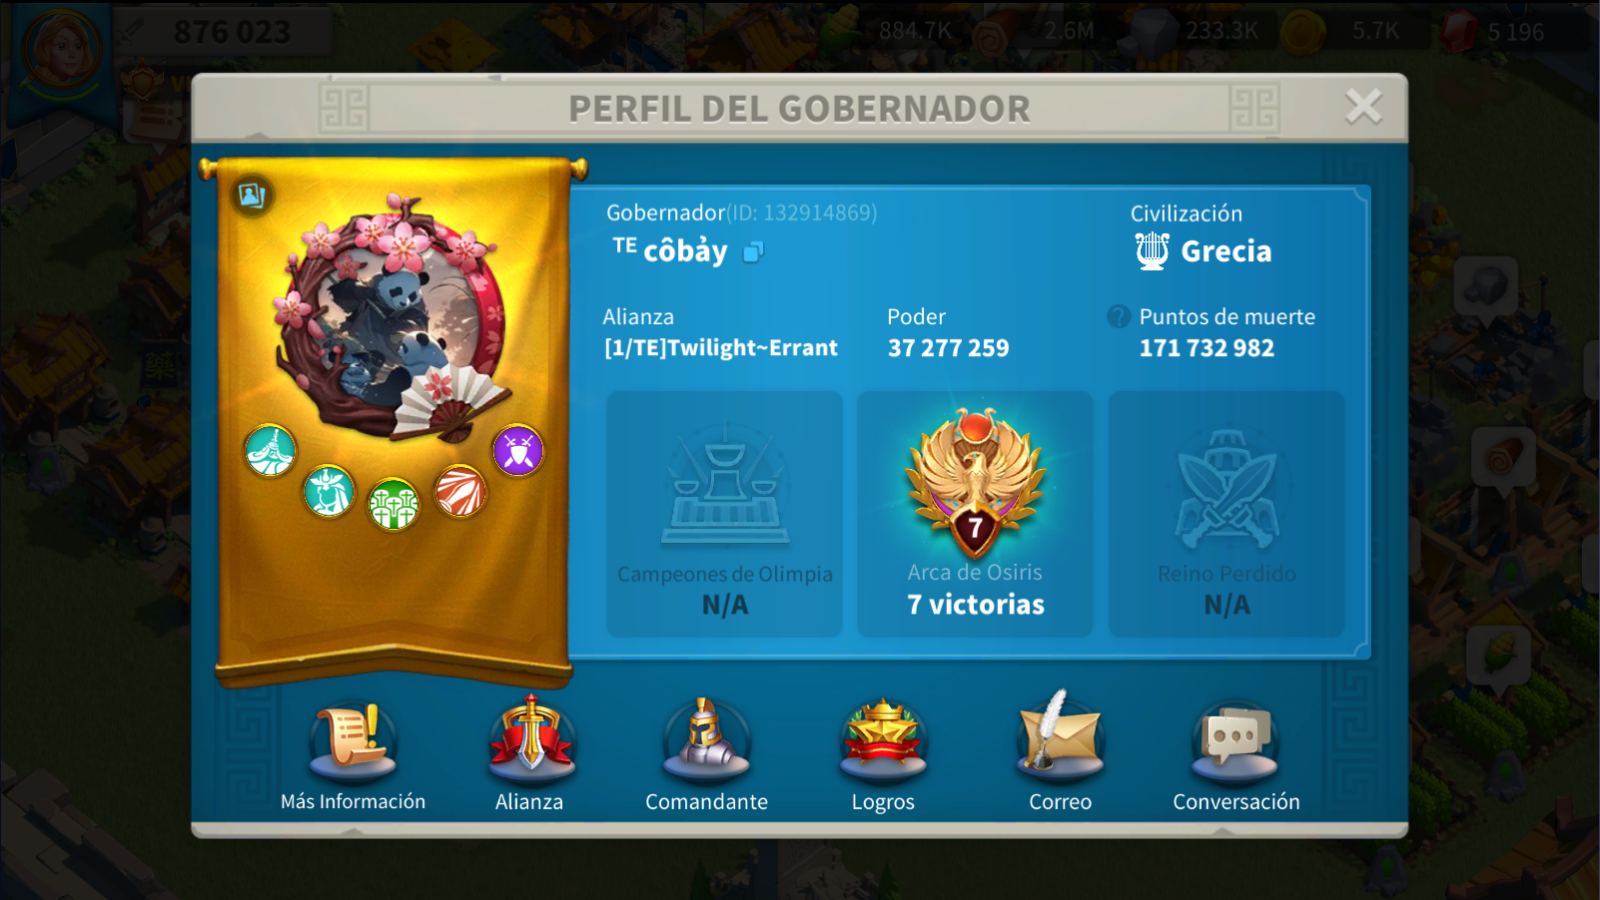 876 023
884.7K
2.6M
233.3K
5.7K
5 196
PERFIL DEL GOBERNADOR
Gobernador(ID: 132914869)
Civilización
TE côbảy
Grecia
Alianza
Poder
? Puntos de muerte
[1/TE]Twilight~Errant
37 277 259
171 732 982
7
Campeones de Olimpia
Arca de Osiris
Reino Perdido
N/A
7 victorias
N/A
Más Información
Alianza
Comandante
Logros
Correo
Conversación